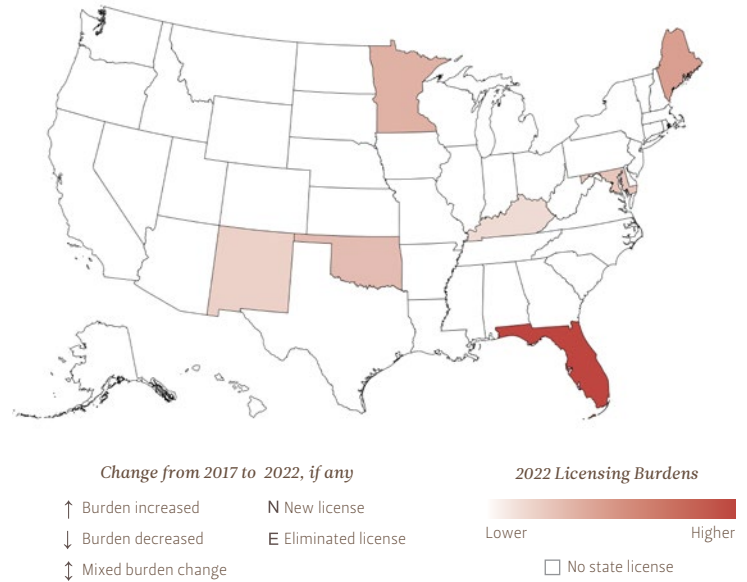 Change from 2017 to 2022, if any
↑ Burden increased
↓ Burden decreased
↕ Mixed burden change
N New license
E Eliminated license
2022 Licensing Burdens
Lower Higher
No state license